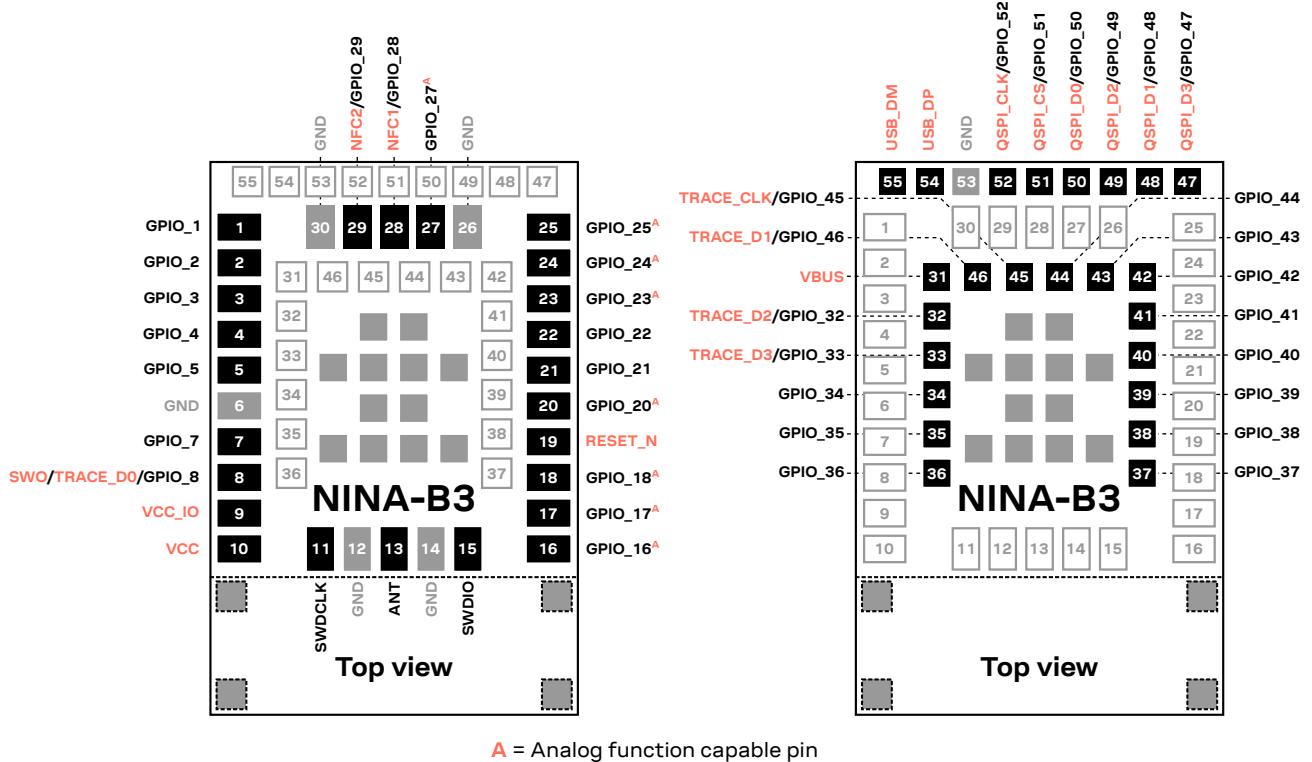 GND
NFC2/GPIO_29
NFC1/GPIO_28
GPIO_27A
GND
55 54 53 52 51 50 49 48 47
30 29 28 27 26
GPIO_1 1 25 GPIO_25A
GPIO_2 2 24 GPIO_24A
31 46 45 44 43 42
GPIO_3 3 23 GPIO_23A
32 41
GPIO_4 4 22 GPIO_22
33 40
GPIO_5 5 21 GPIO_21
34 39
GND 6 20 GPIO_20A
35 38
GPIO_7 7 19 RESET_N
36 37
SWO/TRACE_D0/GPIO_8 8 18 GPIO_18A
NINA-B3
VCC_IO 9 17 GPIO_17A
VCC 10 11 12 13 14 15 16 GPIO_16A
SWDCLK
GND
ANT
GND
SWDIO
Top view
USB_DM
USB_DP
GND
QSPI_CLK/GPIO_52
QSPI_CS/GPIO_51
QSPI_D0/GPIO_50
QSPI_D2/GPIO_49
QSPI_D1/GPIO_48
QSPI_D3/GPIO_47
55 54 53 52 51 50 49 48 47
TRACE_CLK/GPIO_45 GPIO_44
1 30 29 28 27 26 25
TRACE_D1/GPIO_46 GPIO_43
2 24
VBUS 31 46 45 44 43 42 GPIO_42
3 23
TRACE_D2/GPIO_32 32 41 GPIO_41
4 22
TRACE_D3/GPIO_33 33 40 GPIO_40
5 21
GPIO_34 34 39 GPIO_39
6 20
GPIO_35 35 38 GPIO_38
7 19
GPIO_36 36 37 GPIO_37
8 18
NINA-B3
9 17
10 11 12 13 14 15 16
Top view
A = Analog function capable pin